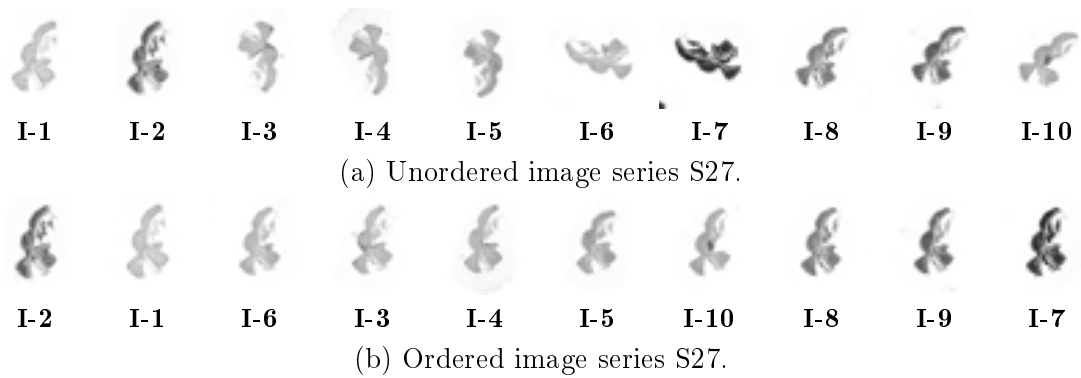 I-1 I-2 I-3 I-4 I-5 I-6 I-7 I-8 I-9 I-10
(a) Unordered image series S27.
I-2 I-1 I-6 I-3 I-4 I-5 I-10 I-8 I-9 I-7
(b) Ordered image series S27.